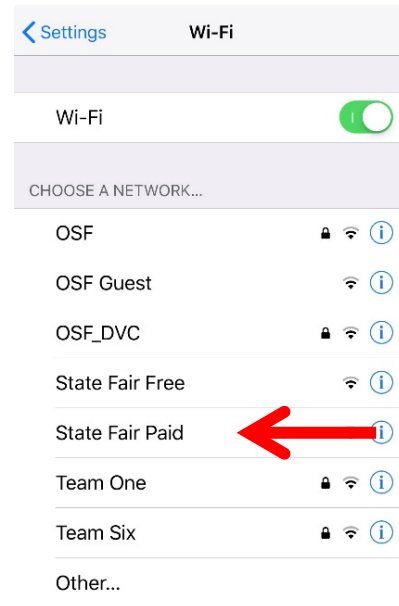 Settings Wi-Fi
Wi-Fi
CHOOSE A NETWORK...
OSF
OSF Guest
OSF_DVC
State Fair Free
State Fair Paid
Team One
Team Six
Other...